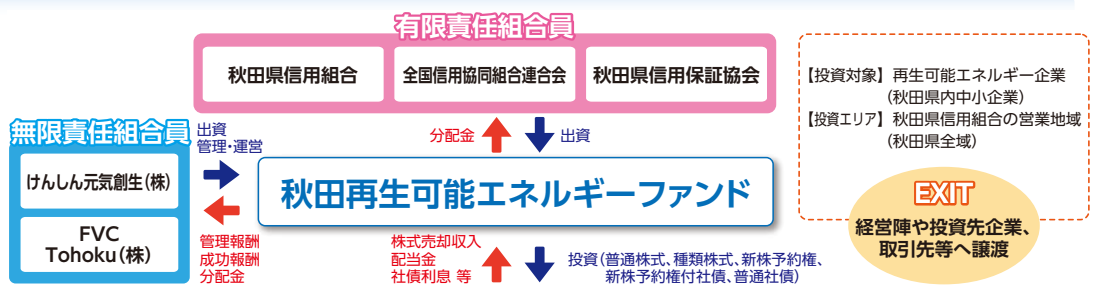 有限責任組合員
秋田県信用組合
全国信用協同組合連合会
秋田県信用保証協会
【投資対象】再生可能エネルギー企業
(秋田県内中小企業)
【投資エリア】秋田県信用組合の営業地域
(秋田県全域)
無限責任組合員
けんしん元気創生(株)
FVC
Tohoku(株)
出資
管理・運営
分配金
出資
秋田再生可能エネルギーファンド
EXIT
経営陣や投資先企業、
取引先等へ譲渡
管理報酬
成功報酬
分配金
株式売却収入
配当金
社債利息 等
投資(普通株式、種類株式、新株予約権、
新株予約権付社債、普通社債)